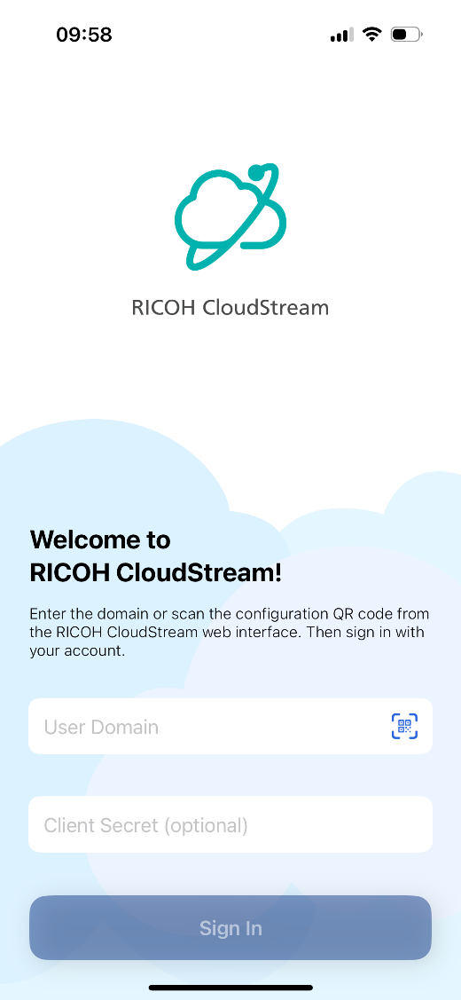 09:58
RICOH CloudStream
Welcome to
RICOH CloudStream!
Enter the domain or scan the configuration QR code from
the RICOH CloudStream web interface. Then sign in with
your account.
User Domain
Client Secret (optional)
Sign In